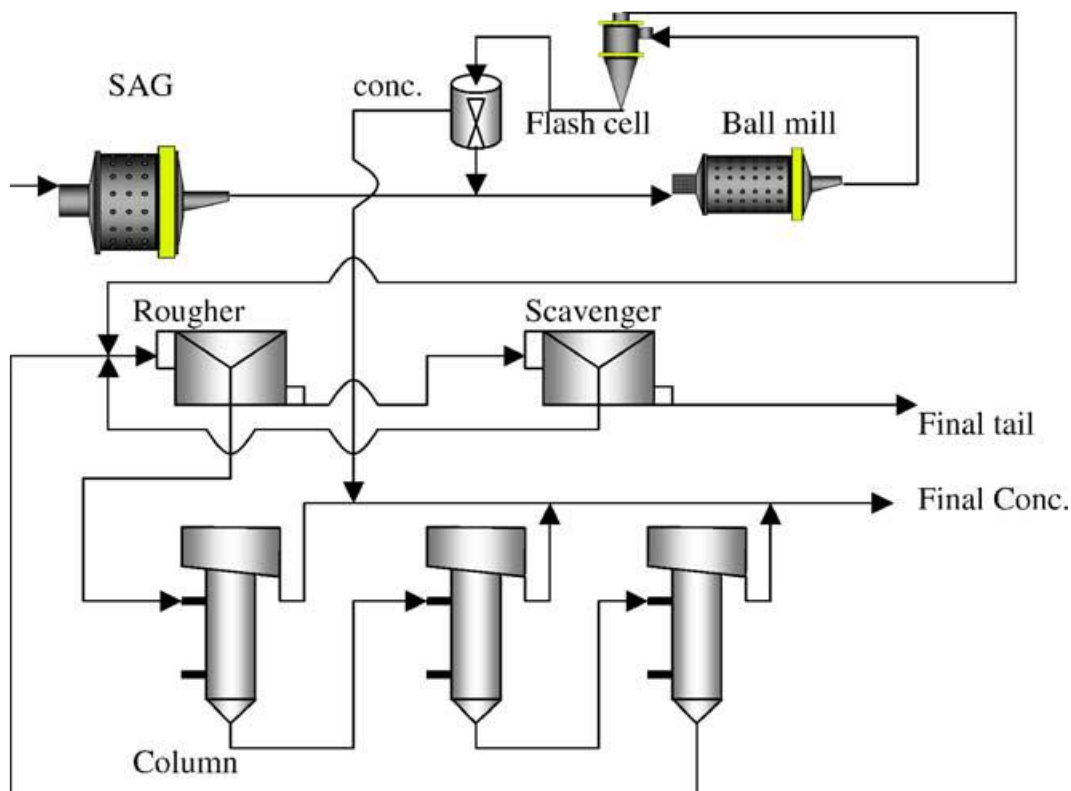 SAG
conc.
Flash cell
Ball mill
Rougher
Scavenger
Final tail
Final Conc.
Column